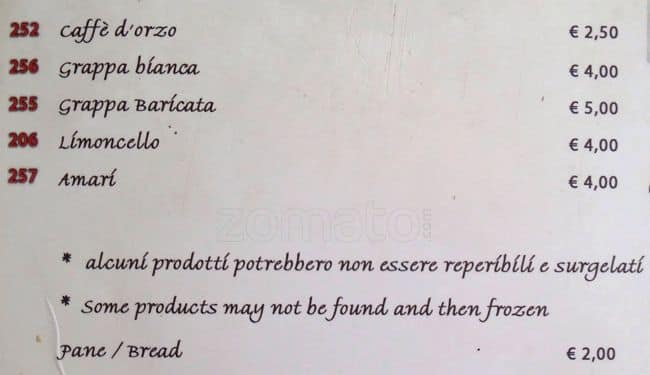 252 Caffè d'orzo € 2,50
256 Grappa bianca € 4,00
255 Grappa Baricata € 5,00
206 Limoncello € 4,00
257 Amari € 4,00
zomato.com
* alcuni prodotti potrebbero non essere reperibili e surgelati
* Some products may not be found and then frozen
Pane / Bread € 2,00